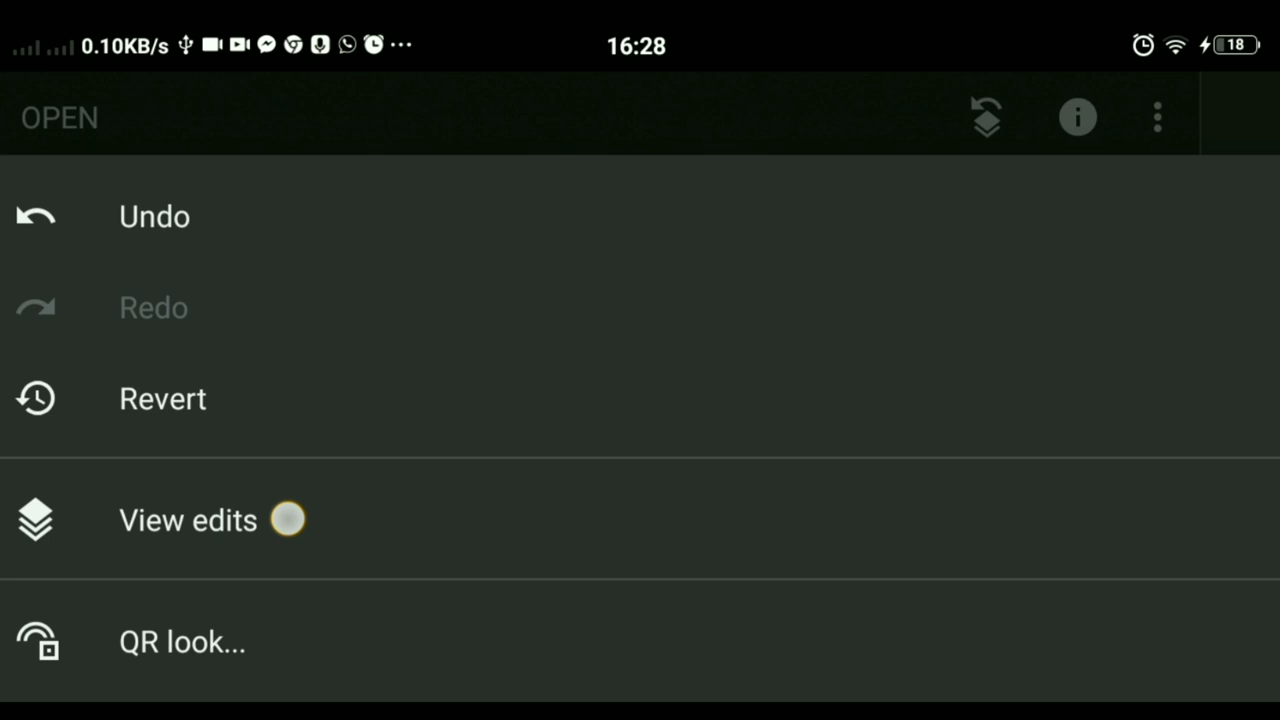 0.10KB/s 16:28 18
OPEN
Undo
Redo
Revert
View edits
QR look...